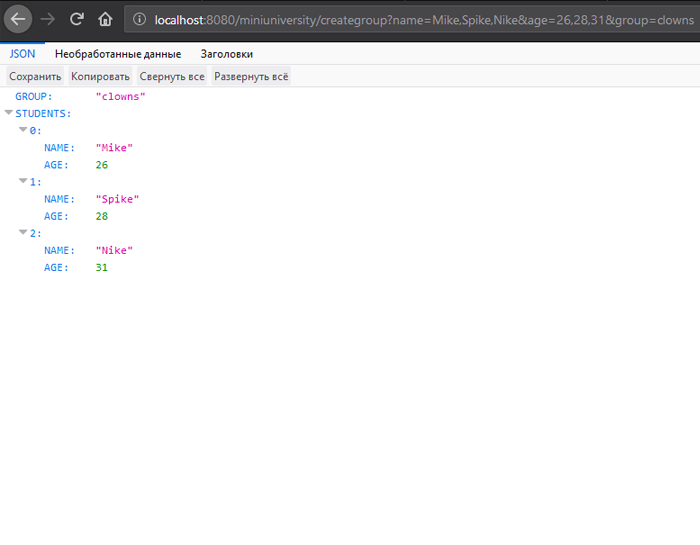 localhost:8080/miniuniversity/creategroup?name=Mike,Spike,Nike&age=26,28,31&group=clowns
JSON Необработанные данные Заголовки
Сохранить Копировать Свернуть все Развернуть всё
GROUP: "clowns"
STUDENTS:
0:
NAME: "Mike"
AGE: 26
1:
NAME: "Spike"
AGE: 28
2:
NAME: "Nike"
AGE: 31